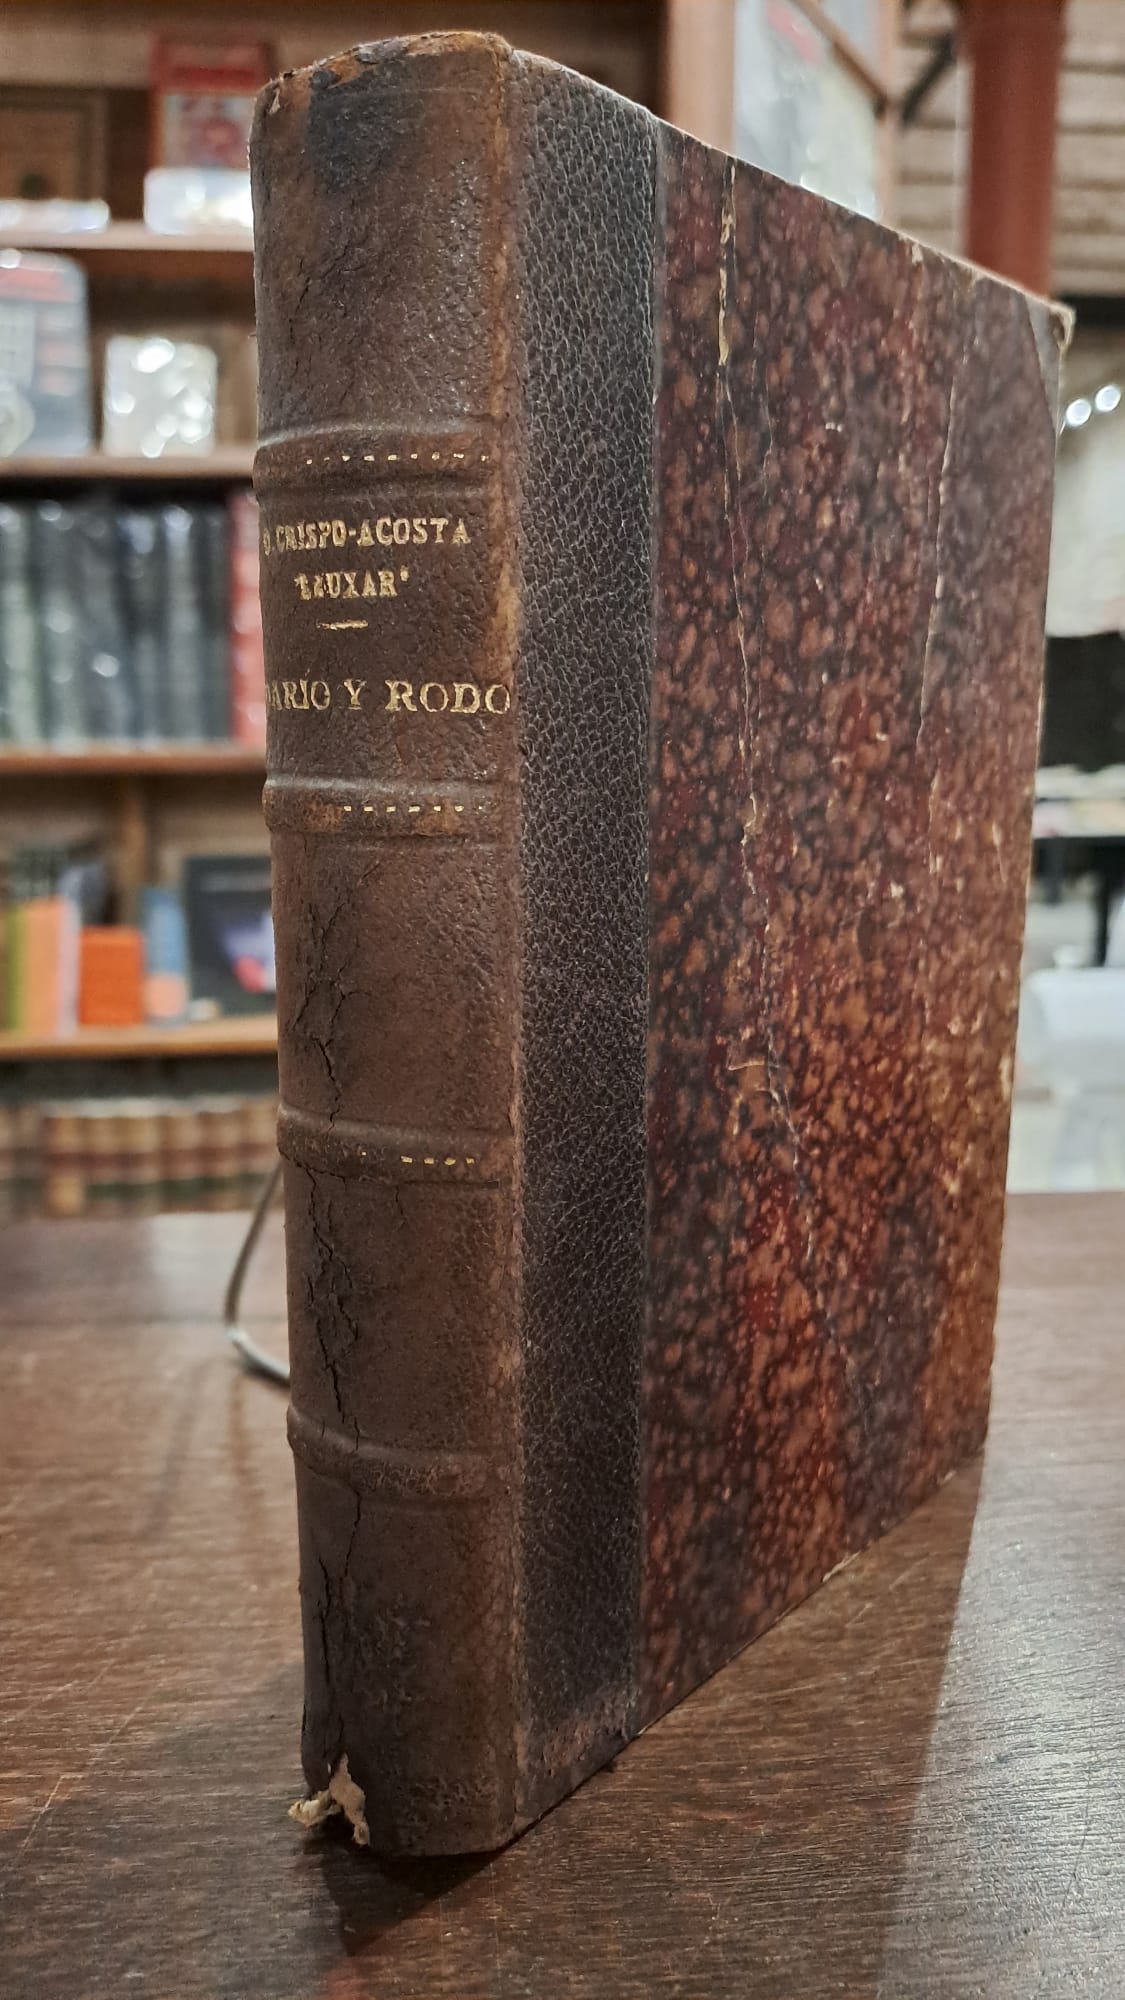 O. CRISPO-ACOSTA
"LAUXAR"
DARIO Y RODO